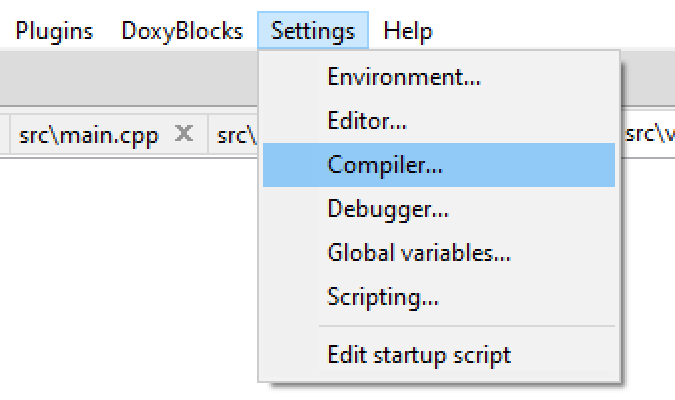 Plugins DoxyBlocks Settings Help
Environment...
Editor...
src\main.cpp src\ src\v
Compiler...
Debugger...
Global variables...
Scripting...
Edit startup script